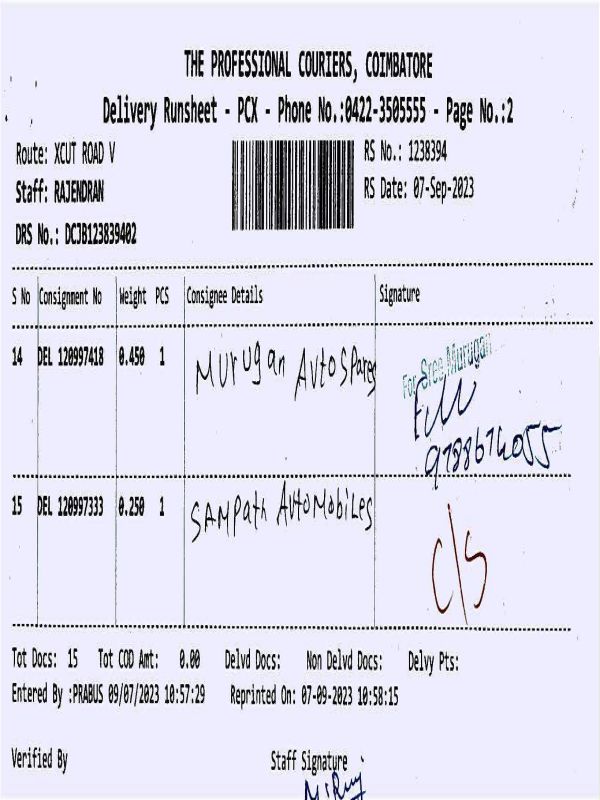 THE PROFESSIONAL COURIERS, COIMBATORE
Delivery Runsheet - PCX - Phone No.:0422-3505555 - Page No.:2
Route: XCUT ROAD V RS No.: 1238394
Staff: RAJENDRAN RS Date: 07-Sep-2023
DRS No.: DCJB123839402
S No Consignment No Weight PCS Consignee Details Signature
14 DEL 120997418 0.450 1 Murugan AutoSpares For Sree Murugan
9788674055
15 DEL 120997333 0.250 1 SAMPath AutoMobiles C/S
Tot Docs: 15 Tot COD Amt: 0.00 Delvd Docs: Non Delvd Docs: Delvy Pts:
Entered By :PRABUS 09/07/2023 10:57:29 Reprinted On: 07-09-2023 10:58:15
Verified By Staff Signature